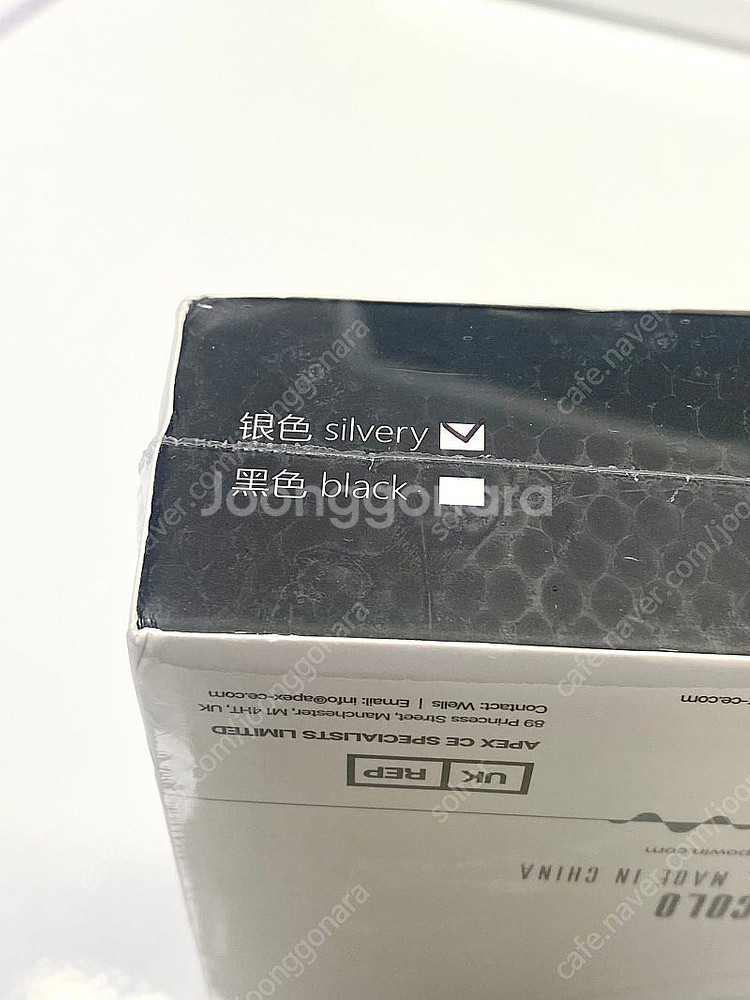 银色 silvery
黑色 black
Joonggonara
UK REP
APEX CE SPECIALISTS LIMITED
89 Princess Street, Manchester, M1 4HT, UK
Contact: Wells | Email: info@apex-ce.com
MADE IN CHINA